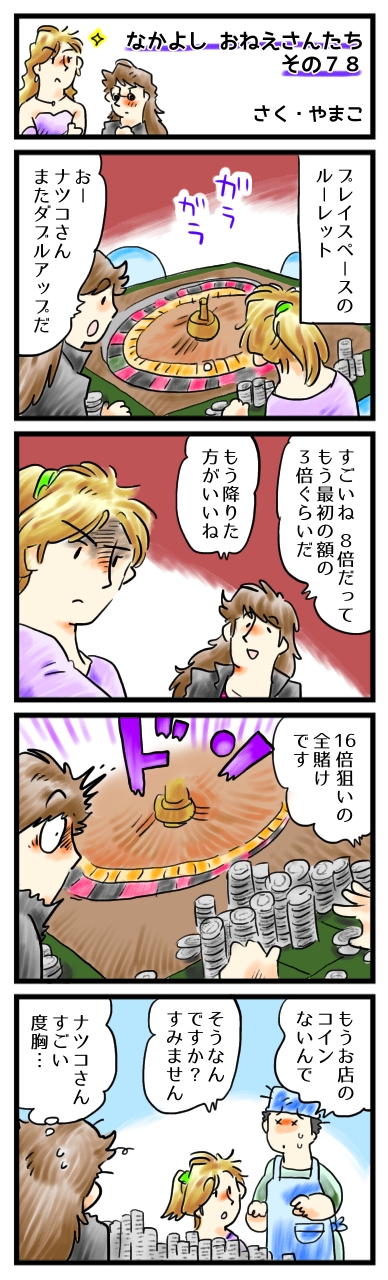 なかよし おねえさんたち
その７８
さく・やまこ
プレイスペースの
ルーレット
ガラ
ガラ
おー
ナツコさん
またダブルアップだ
すごいね 8倍だって
もう最初の額の
3倍ぐらいだ
もう降りた
方がいいね
16倍狙いの
全賭け
です
ドンッ
もうお店の
コイン
ないんで
そうなん
ですか?
すみません
ナツコさん
すごい
度胸…